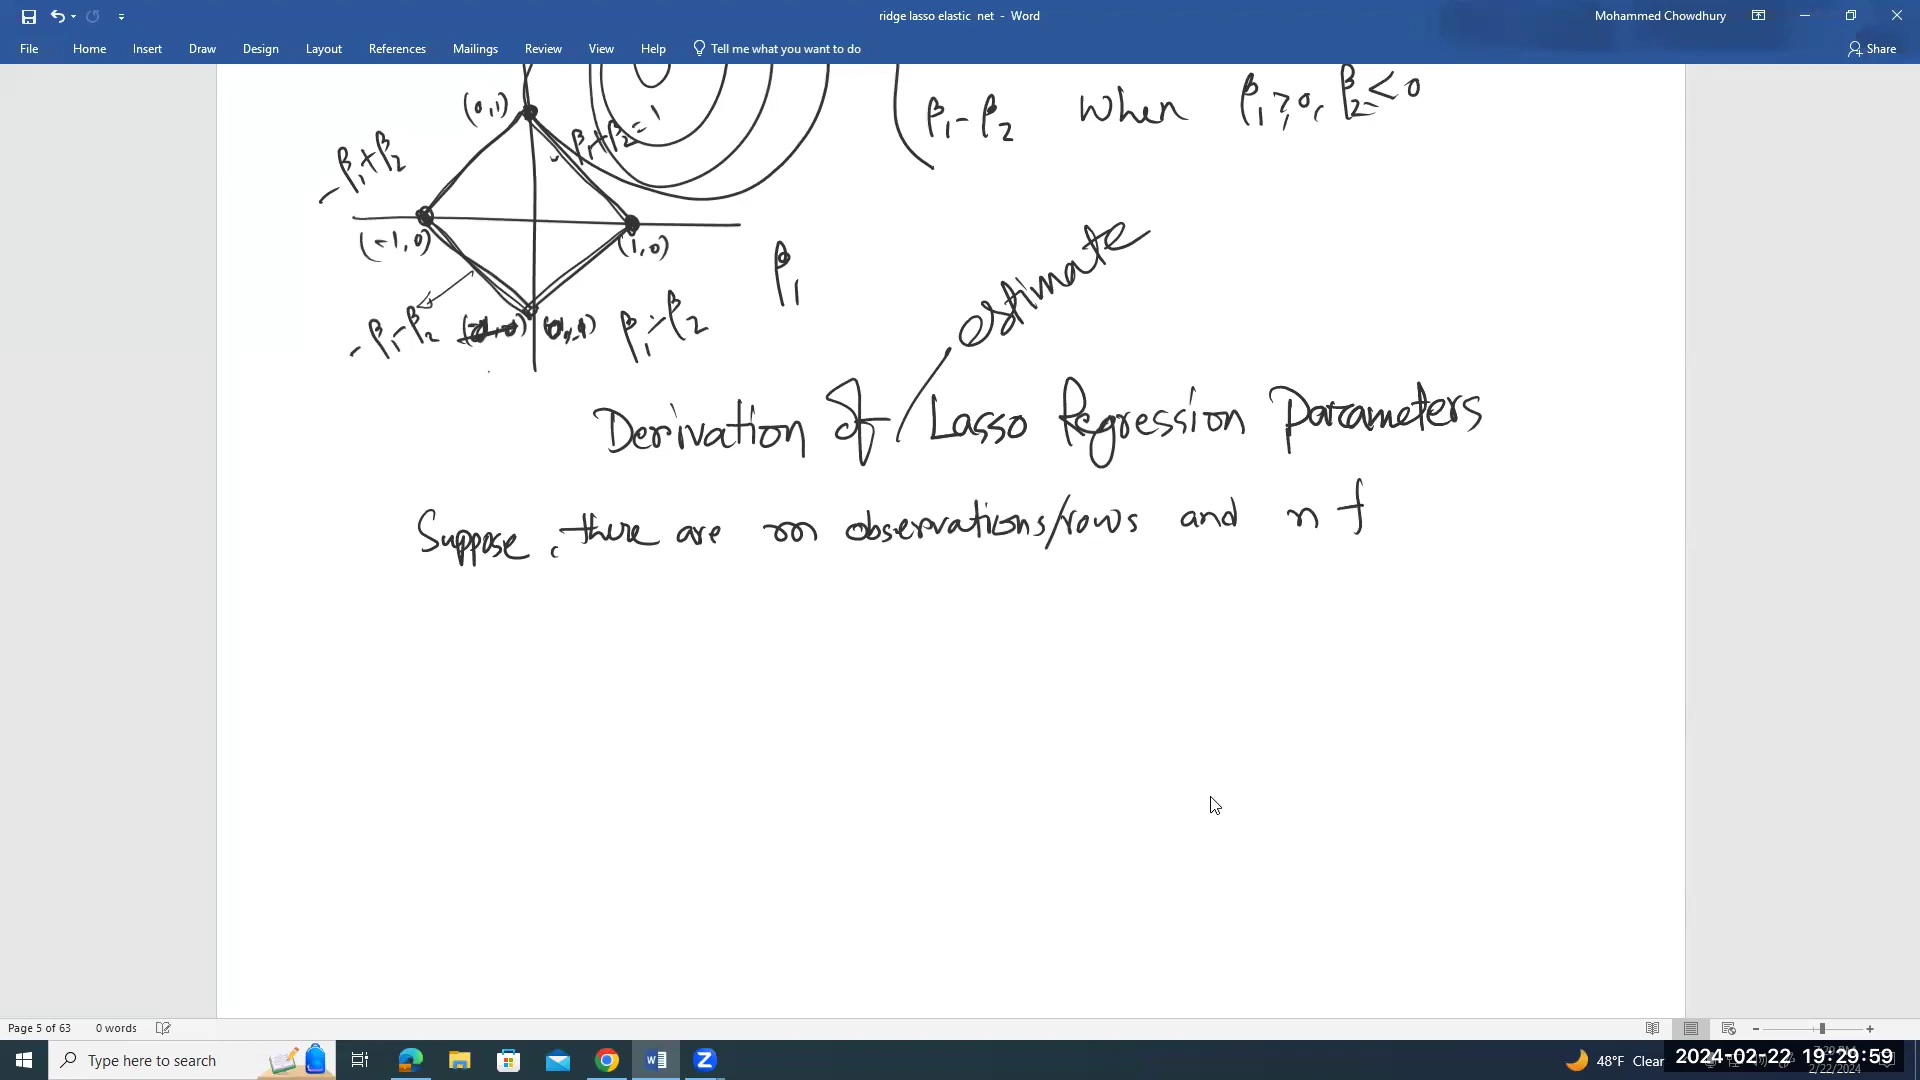 ridge lasso elastic net - Word
Mohammed Chowdhury
File Home Insert Draw Design Layout References Mailings Review View Help Tell me what you want to do Share
(0,1)
β₁+β₂=1
-β₁+β₂
β₁-β₂ when β₁≥0, β₂<0
(-1,0)
(1,0)
β₁
-β₁-β₂
β₁-β₂
estimate
Derivation of Lasso Regression Parameters
Suppose, there are m observations/rows and n f
Page 5 of 63 0 words
Type here to search
48°F Clear
2024-02-22 19:29:59
2/22/2024